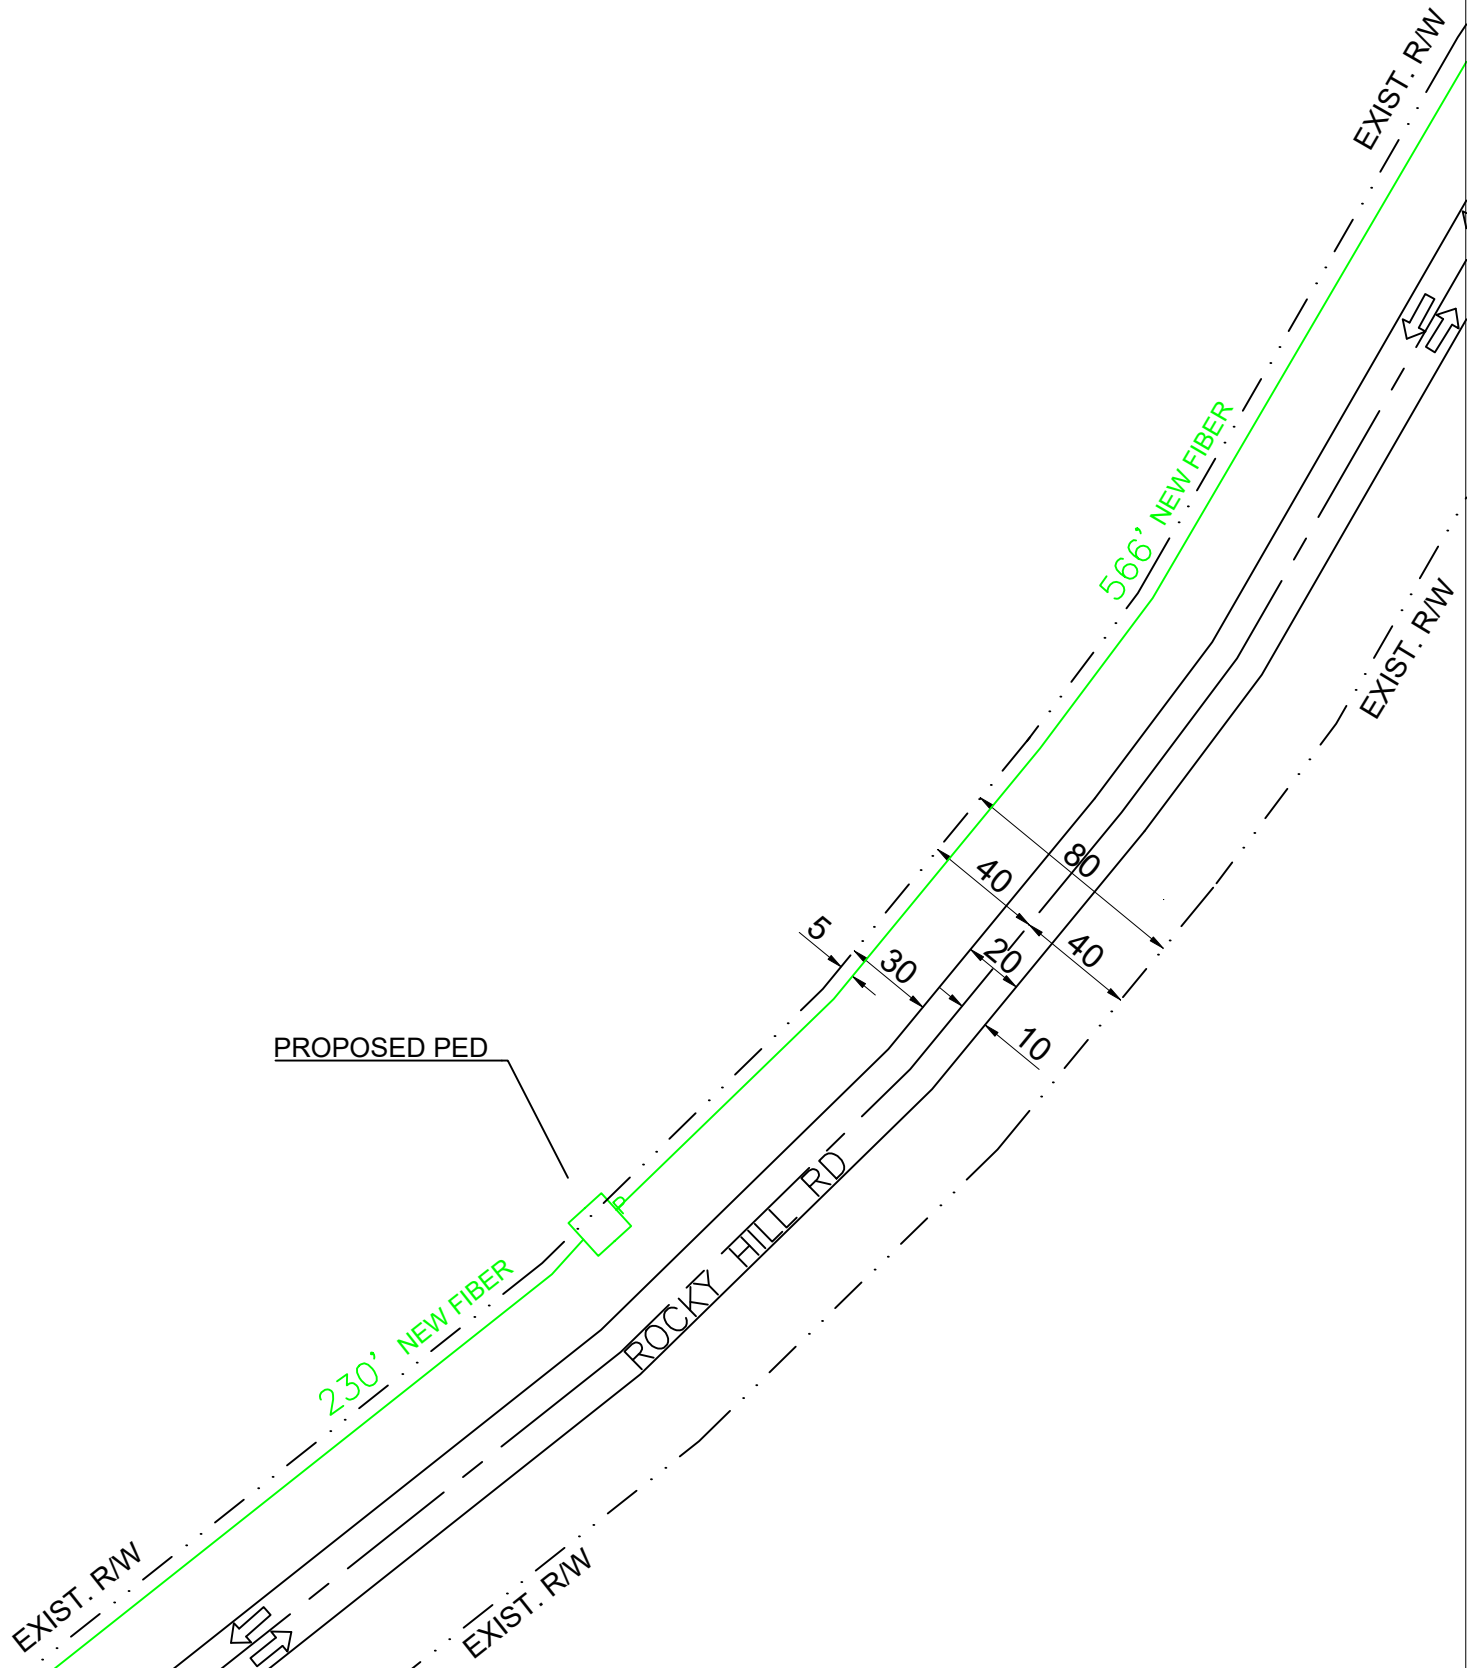 EXIST. R/W
566' NEW FIBER
EXIST. R/W
80
40
5
30
20
40
10
PROPOSED PED
P
ROCKY HILL RD
230' NEW FIBER
EXIST. R/W
EXIST. R/W